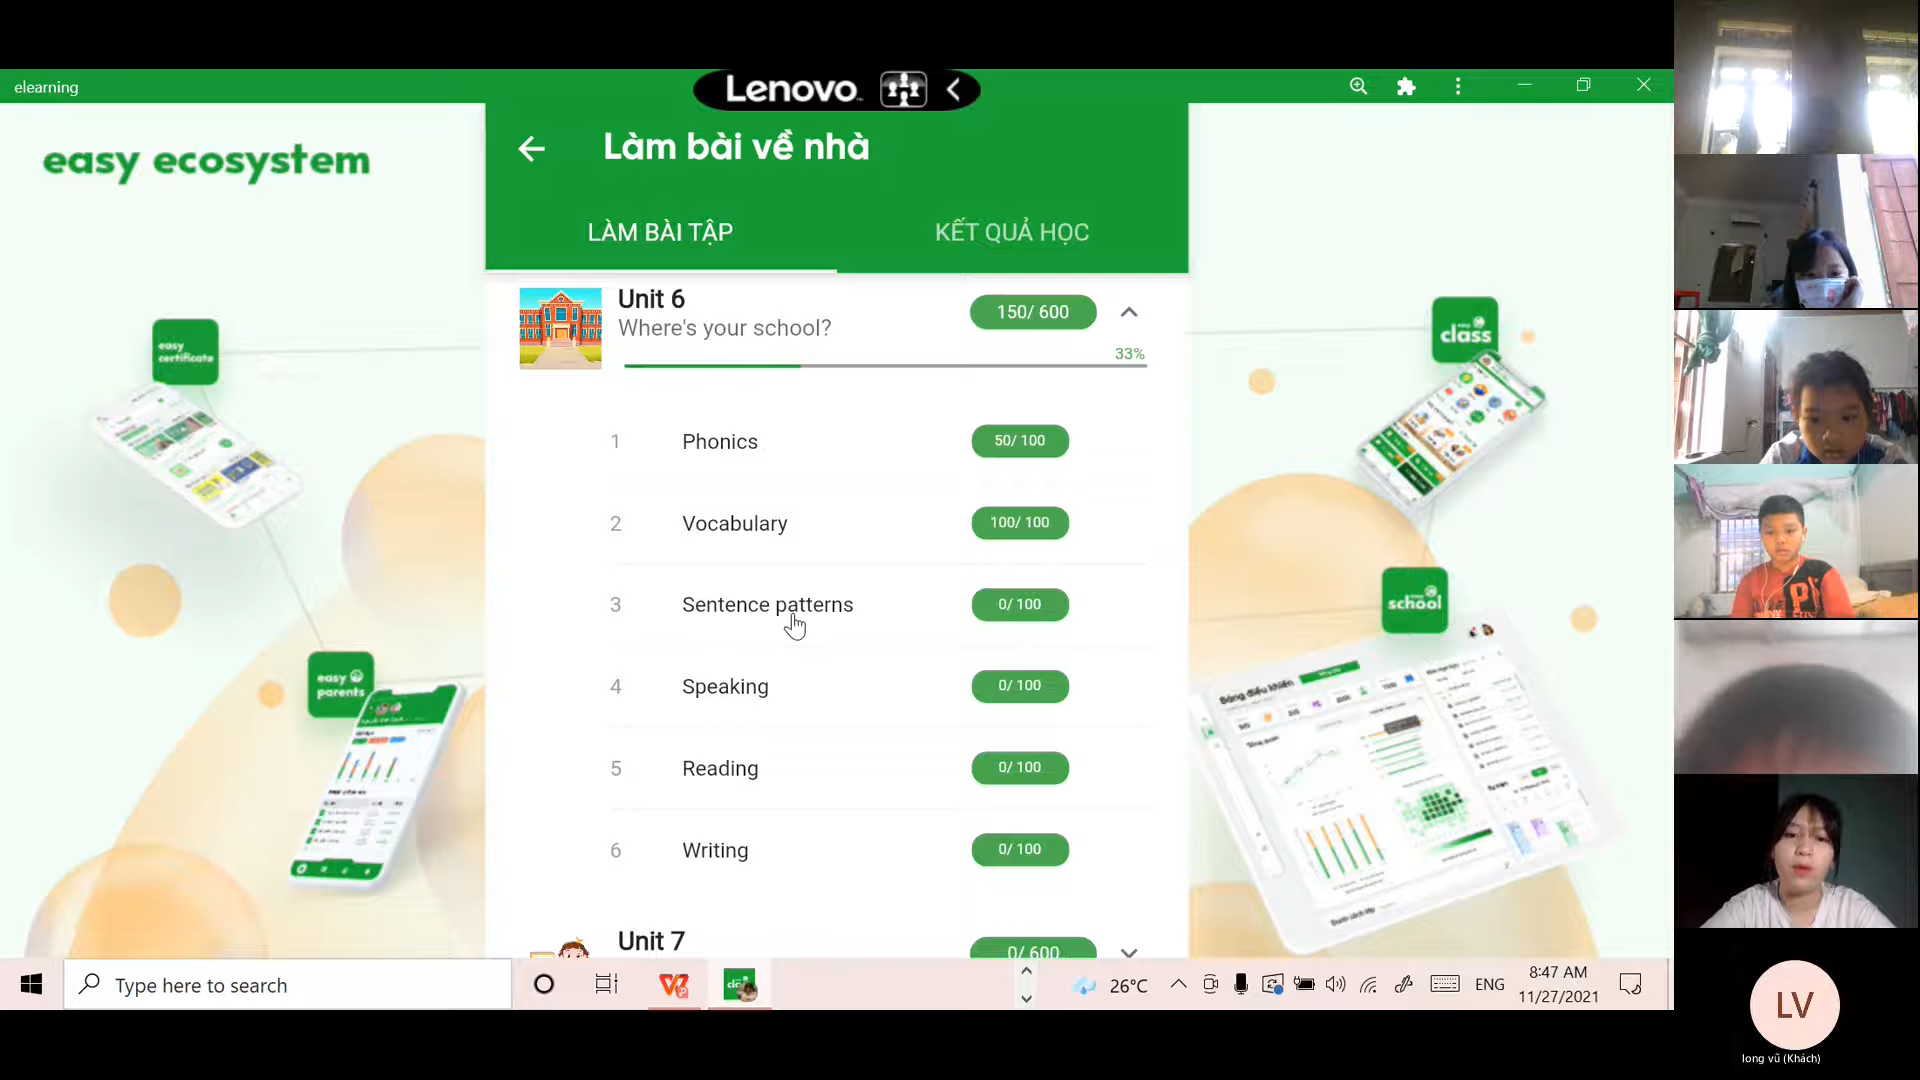 elearning
Lenovo
easy ecosystem
Làm bài về nhà
LÀM BÀI TẬP
KẾT QUẢ HỌC
Unit 6
150/ 600
Where's your school?
33%
1 Phonics 50/ 100
2 Vocabulary 100/ 100
3 Sentence patterns 0/ 100
4 Speaking 0/ 100
5 Reading 0/ 100
6 Writing 0/ 100
Unit 7
0/ 600
easy
certificate
easy
parents
class
school
Bảng điều khiển
Type here to search
26°C
ENG
8:47 AM
11/27/2021
LV
long vũ (Khách)